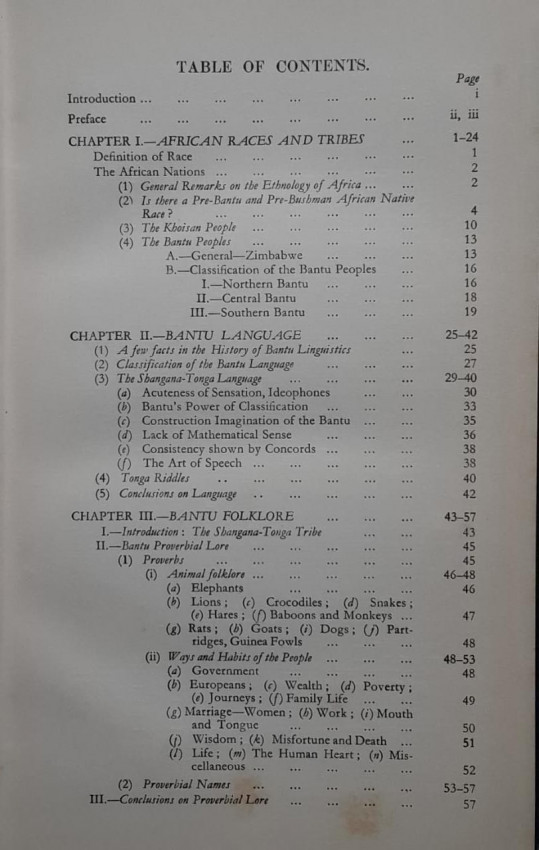 TABLE OF CONTENTS.
Page
Introduction ... ... ... ... ... ... ... ... i
Preface ... ... ... ... ... ... ... ... ii, iii
CHAPTER I.—AFRICAN RACES AND TRIBES ... 1–24
Definition of Race ... ... ... ... ... ... 1
The African Nations ... ... ... ... ... ... 2
(1) General Remarks on the Ethnology of Africa ... ... 2
(2) Is there a Pre-Bantu and Pre-Bushman African Native
Race ? ... ... ... ... ... ... 4
(3) The Khoisan People ... ... ... ... ... 10
(4) The Bantu Peoples ... ... ... ... ... 13
A.—General—Zimbabwe ... ... ... 13
B.—Classification of the Bantu Peoples ... 16
I.—Northern Bantu ... ... ... 16
II.—Central Bantu ... ... ... 18
III.—Southern Bantu ... ... ... 19
CHAPTER II.—BANTU LANGUAGE ... ... ... 25–42
(1) A few facts in the History of Bantu Linguistics ... 25
(2) Classification of the Bantu Language ... ... ... 27
(3) The Shangana-Tonga Language ... ... ... ... 29–40
(a) Acuteness of Sensation, Ideophones ... ... 30
(b) Bantu's Power of Classification ... ... ... 33
(c) Construction Imagination of the Bantu ... ... 35
(d) Lack of Mathematical Sense ... ... ... 36
(e) Consistency shown by Concords ... ... ... 38
(f) The Art of Speech ... ... ... ... ... 38
(4) Tonga Riddles .. ... ... ... ... ... 40
(5) Conclusions on Language .. ... ... ... ... 42
CHAPTER III.—BANTU FOLKLORE ... ... ... 43–57
I.—Introduction : The Shangana-Tonga Tribe ... ... 43
II.—Bantu Proverbial Lore ... ... ... ... ... 45
(1) Proverbs ... ... ... ... ... ... 45
(i) Animal folklore ... ... ... ... ... 46–48
(a) Elephants ... ... ... ... 46
(b) Lions ; (c) Crocodiles ; (d) Snakes ;
(e) Hares ; (f) Baboons and Monkeys ... 47
(g) Rats ; (h) Goats ; (i) Dogs ; (j) Part-
ridges, Guinea Fowls ... ... ... 48
(ii) Ways and Habits of the People ... ... ... 48–53
(a) Government ... ... ... ... 48
(b) Europeans ; (c) Wealth ; (d) Poverty ;
(e) Journeys ; (f) Family Life ... ... 49
(g) Marriage—Women ; (h) Work ; (i) Mouth
and Tongue ... ... ... ... 50
(j) Wisdom ; (k) Misfortune and Death ... 51
(l) Life ; (m) The Human Heart ; (n) Mis-
cellaneous ... ... ... ... ... 52
(2) Proverbial Names ... ... ... ... ... 53–57
III.—Conclusions on Proverbial Lore ... ... ... ... 57